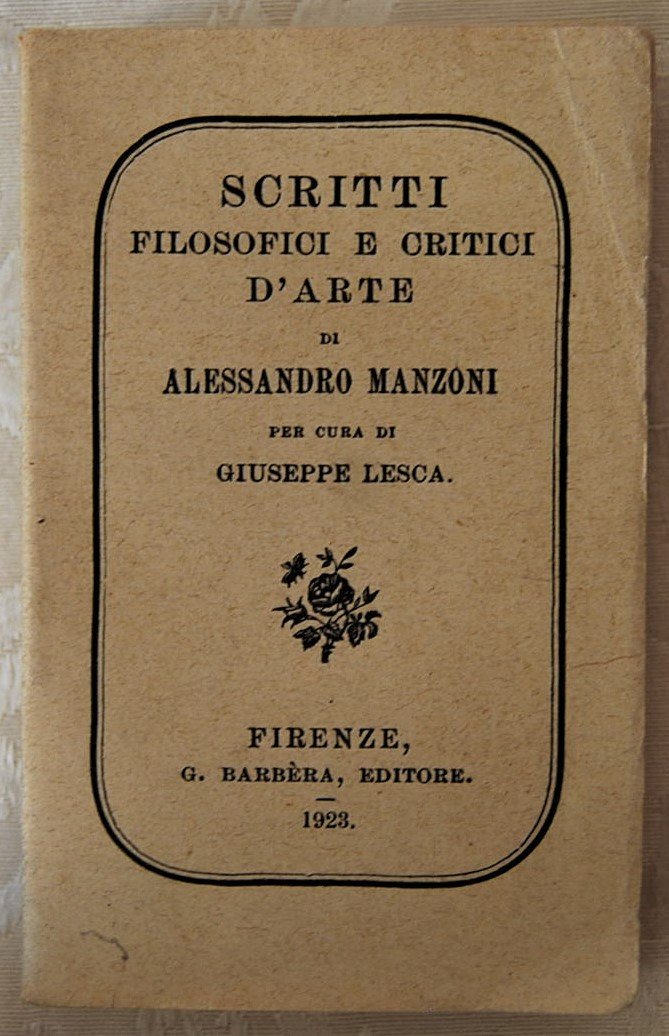 SCRITTI
FILOSOFICI E CRITICI
D'ARTE
DI
ALESSANDRO MANZONI
PER CURA DI
GIUSEPPE LESCA.
FIRENZE,
G. BARBÈRA, EDITORE.
1923.